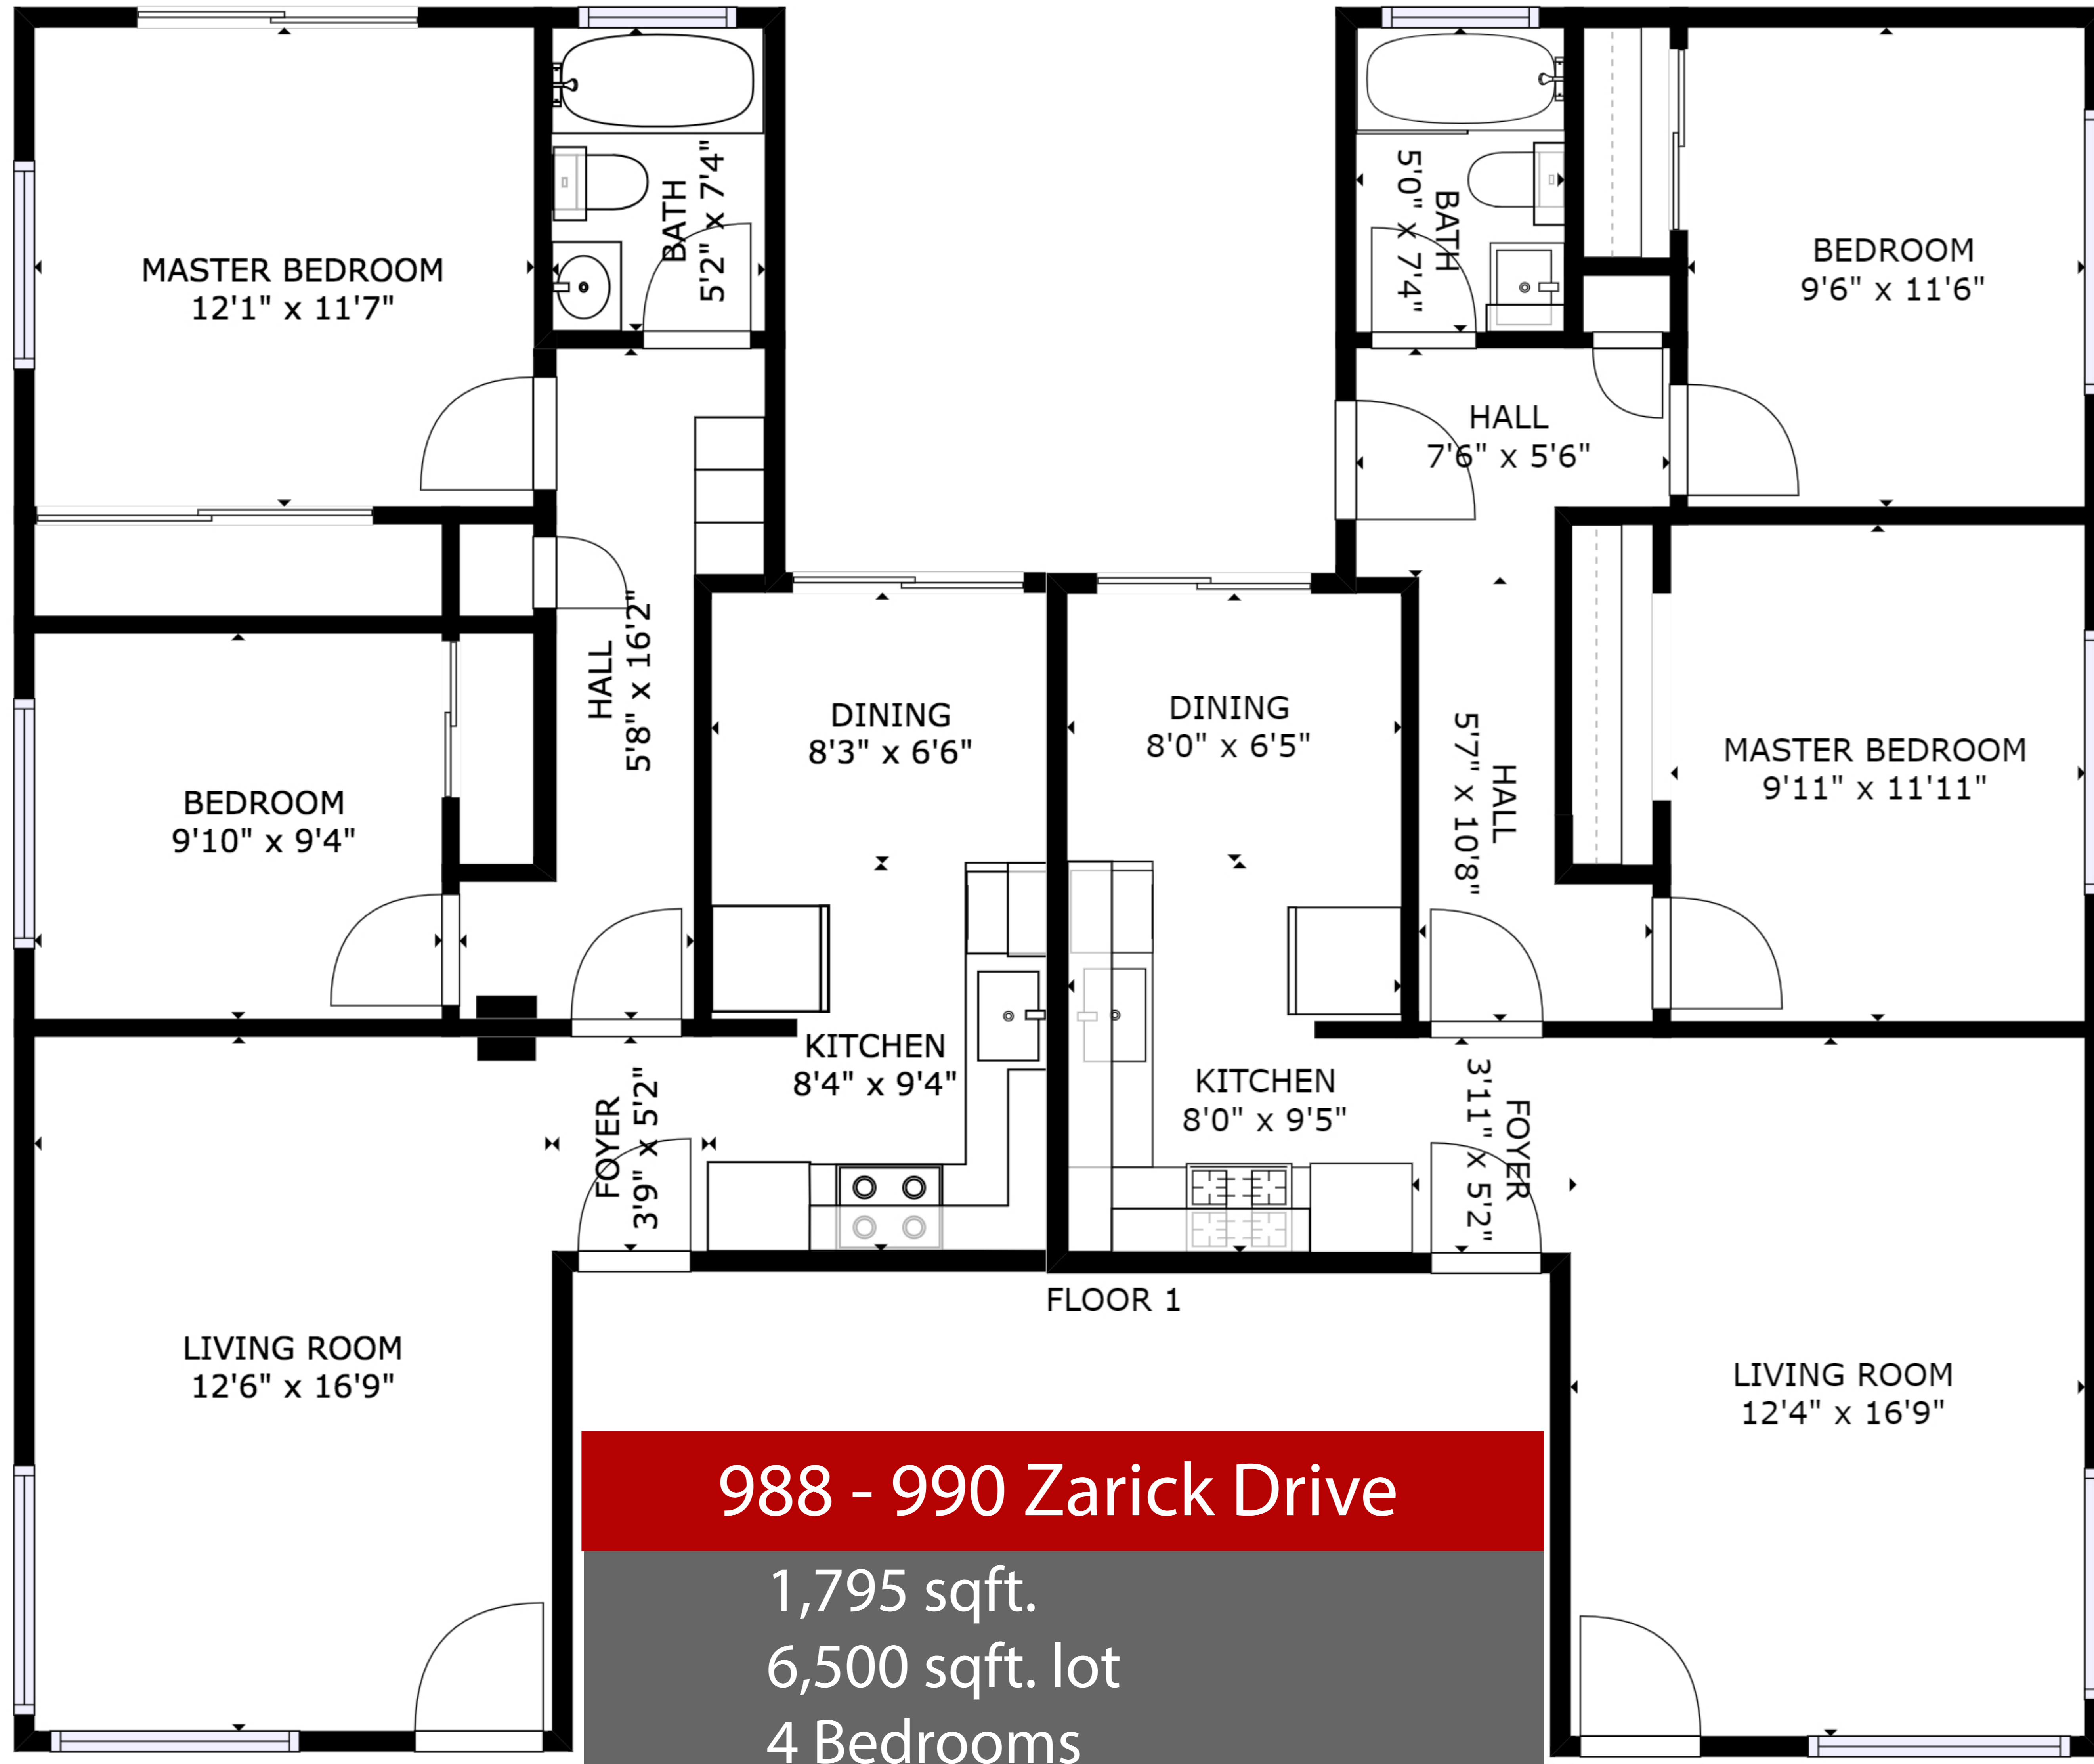 MASTER BEDROOM
12'1" x 11'7"
BATH
5'2" x 7'4"
BATH
5'0" x 7'4"
BEDROOM
9'6" x 11'6"
HALL
7'6" x 5'6"
HALL
5'8" x 16'2"
DINING
8'3" x 6'6"
DINING
8'0" x 6'5"
HALL
5'7" x 10'8"
MASTER BEDROOM
9'11" x 11'11"
BEDROOM
9'10" x 9'4"
KITCHEN
8'4" x 9'4"
KITCHEN
8'0" x 9'5"
FOYER
3'9" x 5'2"
FOYER
3'11" x 5'2"
FLOOR 1
LIVING ROOM
12'6" x 16'9"
LIVING ROOM
12'4" x 16'9"
988 - 990 Zarick Drive
1,795 sqft.
6,500 sqft. lot
4 Bedrooms